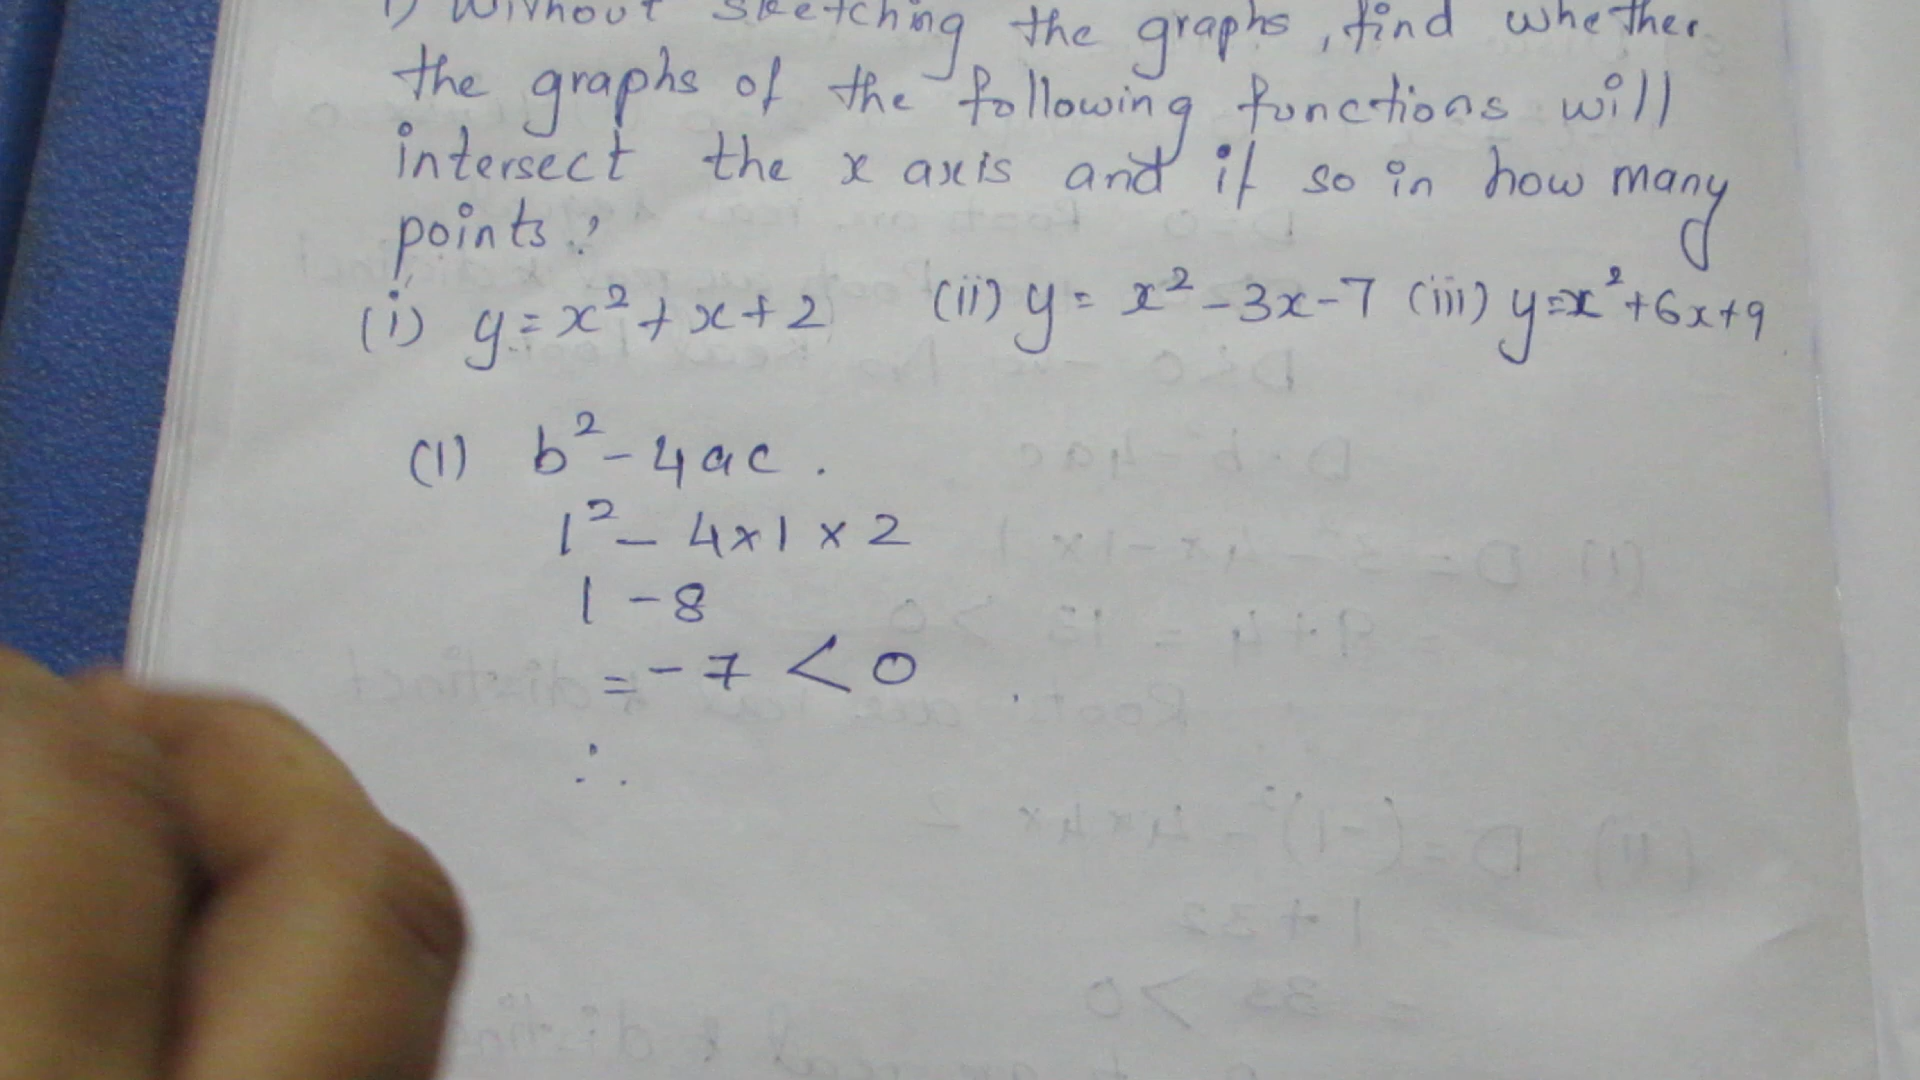 1) Without sketching the graphs, find whether
the graphs of the following functions will
intersect the x axis and if so in how many
points?
(i) y = x² + x + 2 (ii) y = x² - 3x - 7 (iii) y = x² + 6x + 9
(1) b² - 4ac.
1² - 4 x 1 x 2
1 - 8
= - 7 < 0
∴